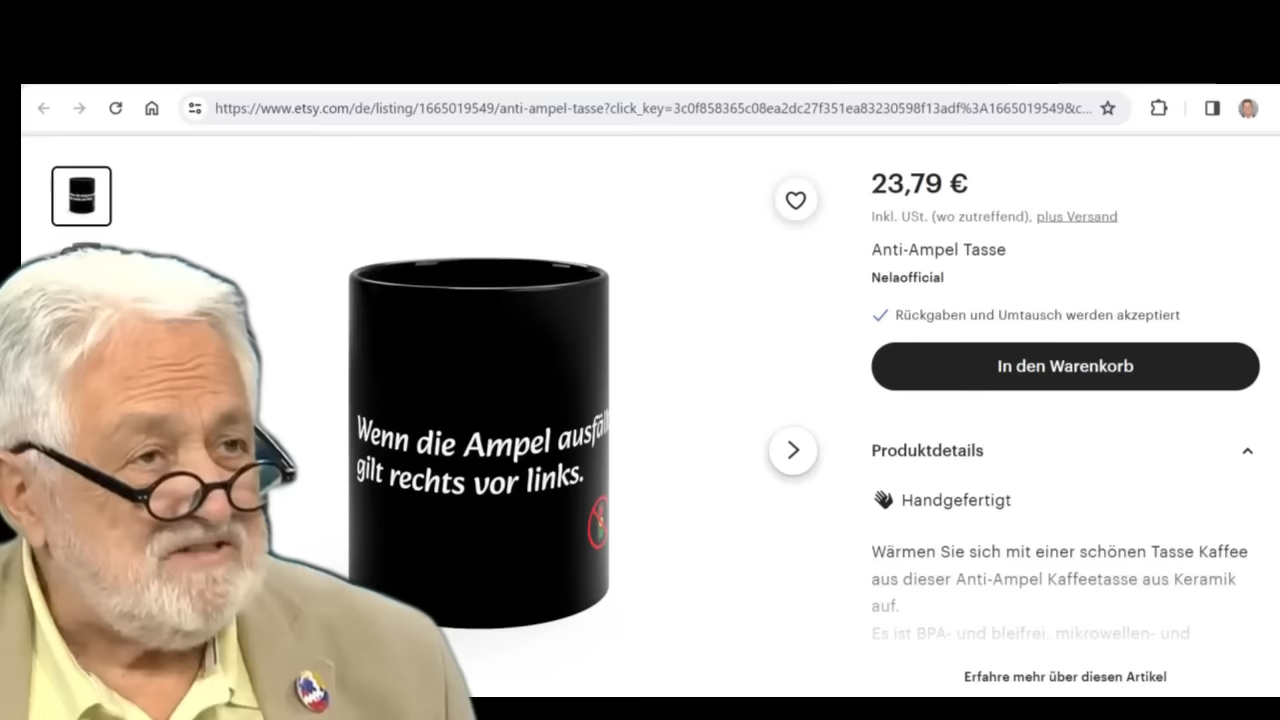 https://www.etsy.com/de/listing/1665019549/anti-ampel-tasse?click_key=3c0f858365c08ea2dc27f351ea83230598f13adf%3A1665019549&c...
23,79 €
Inkl. USt. (wo zutreffend), plus Versand
Anti-Ampel Tasse
Nelaofficial
Rückgaben und Umtausch werden akzeptiert
In den Warenkorb
Wenn die Ampel ausfäll
gilt rechts vor links.
Produktdetails
Handgefertigt
Wärmen Sie sich mit einer schönen Tasse Kaffee
aus dieser Anti-Ampel Kaffeetasse aus Keramik
auf.
Es ist BPA- und bleifrei, mikrowellen- und
Erfahre mehr über diesen Artikel